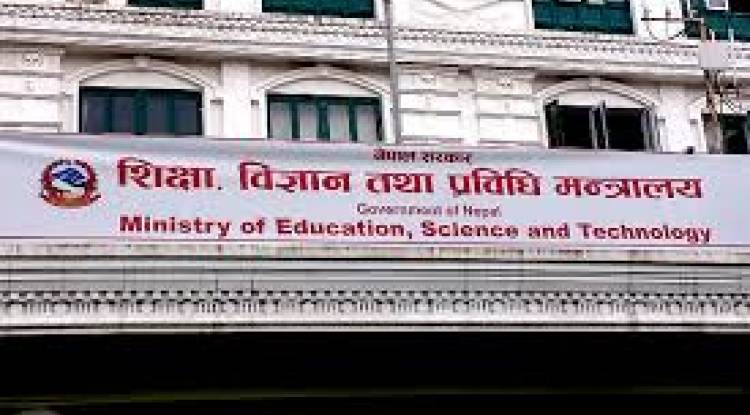 नेपाल सरकार
शिक्षा, विज्ञान तथा प्रविधि मन्त्रालय
Government of Nepal
Ministry of Education, Science and Technology